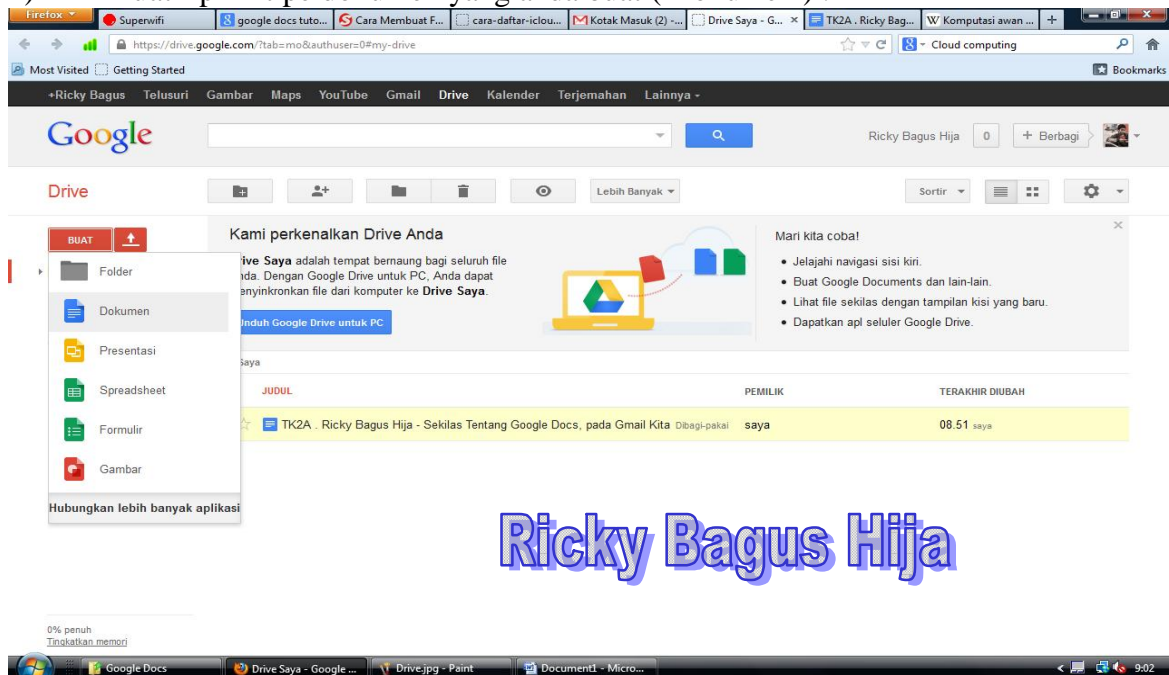 Firefox
Superwifi
google docs tuto...
Cara Membuat F...
cara-daftar-iclou...
Kotak Masuk (2) -...
Drive Saya - G...
TK2A . Ricky Bag...
Komputasi awan ...
https://drive.google.com/?tab=mo&authuser=0#my-drive
Cloud computing
Most Visited
Getting Started
Bookmarks
+Ricky Bagus Telusuri Gambar Maps YouTube Gmail Drive Kalender Terjemahan Lainnya
Google
Ricky Bagus Hija 0 + Berbagi
Drive
Lebih Banyak
Sortir
BUAT
Folder
Dokumen
Presentasi
Spreadsheet
Formulir
Gambar
Hubungkan lebih banyak aplikasi
Kami perkenalkan Drive Anda
ive Saya adalah tempat bernaung bagi seluruh file
nda. Dengan Google Drive untuk PC, Anda dapat
enyinkronkan file dari komputer ke Drive Saya.
Unduh Google Drive untuk PC
Mari kita coba!
• Jelajahi navigasi sisi kiri.
• Buat Google Documents dan lain-lain.
• Lihat file sekilas dengan tampilan kisi yang baru.
• Dapatkan apl seluler Google Drive.
Saya
JUDUL PEMILIK TERAKHIR DIUBAH
TK2A . Ricky Bagus Hija - Sekilas Tentang Google Docs, pada Gmail Kita Dibagi-pakai saya 08.51 saya
Ricky Bagus Hija
0% penuh
Tingkatkan memori
Google Docs
Drive Saya - Google ...
Drive.jpg - Paint
Document1 - Micro...
9:02